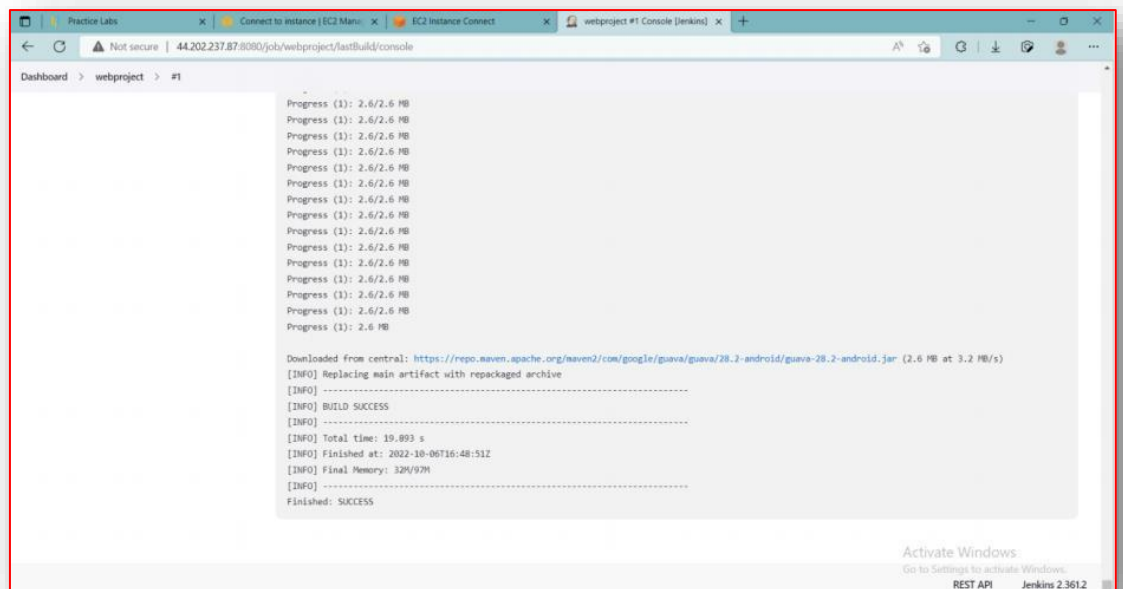 Practice Labs
Connect to instance | EC2 Manag
EC2 Instance Connect
webproject #1 Console [Jenkins]
Not secure | 44.202.237.87:8080/job/webproject/lastBuild/console
Dashboard > webproject > #1
Progress (1): 2.6/2.6 MB
Progress (1): 2.6/2.6 MB
Progress (1): 2.6/2.6 MB
Progress (1): 2.6/2.6 MB
Progress (1): 2.6/2.6 MB
Progress (1): 2.6/2.6 MB
Progress (1): 2.6/2.6 MB
Progress (1): 2.6/2.6 MB
Progress (1): 2.6/2.6 MB
Progress (1): 2.6/2.6 MB
Progress (1): 2.6/2.6 MB
Progress (1): 2.6/2.6 MB
Progress (1): 2.6/2.6 MB
Progress (1): 2.6/2.6 MB
Progress (1): 2.6 MB
Downloaded from central: https://repo.maven.apache.org/maven2/com/google/guava/guava/28.2-android/guava-28.2-android.jar (2.6 MB at 3.2 MB/s)
[INFO] Replacing main artifact with repackaged archive
[INFO] ------------------------------------------------------------------------
[INFO] BUILD SUCCESS
[INFO] ------------------------------------------------------------------------
[INFO] Total time: 19.893 s
[INFO] Finished at: 2022-10-06T16:48:51Z
[INFO] Final Memory: 32M/97M
[INFO] ------------------------------------------------------------------------
Finished: SUCCESS
Activate Windows
Go to Settings to activate Windows.
REST API
Jenkins 2.361.2